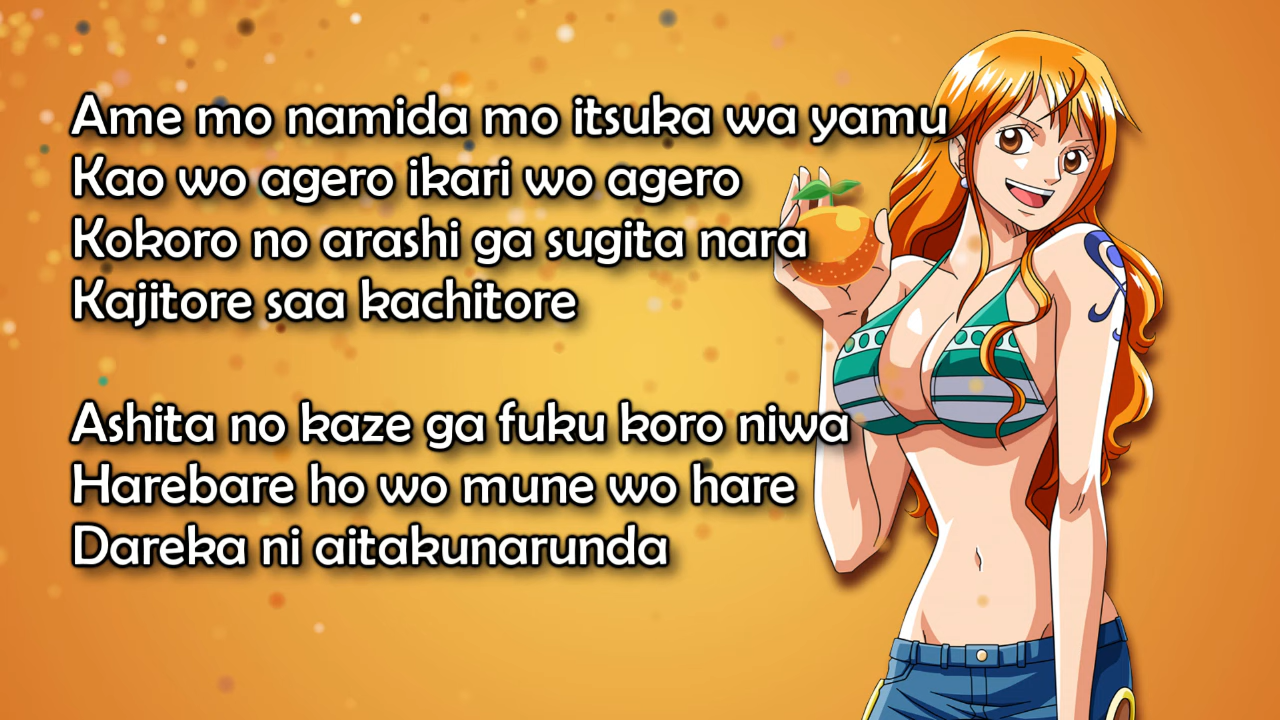 Ame mo namida mo itsuka wa yamu
Kao wo agero ikari wo agero
Kokoro no arashi ga sugita nara
Kajitore saa kachitore
Ashita no kaze ga fuku koro niwa
Harebare ho wo mune wo hare
Dareka ni aitakunarunda